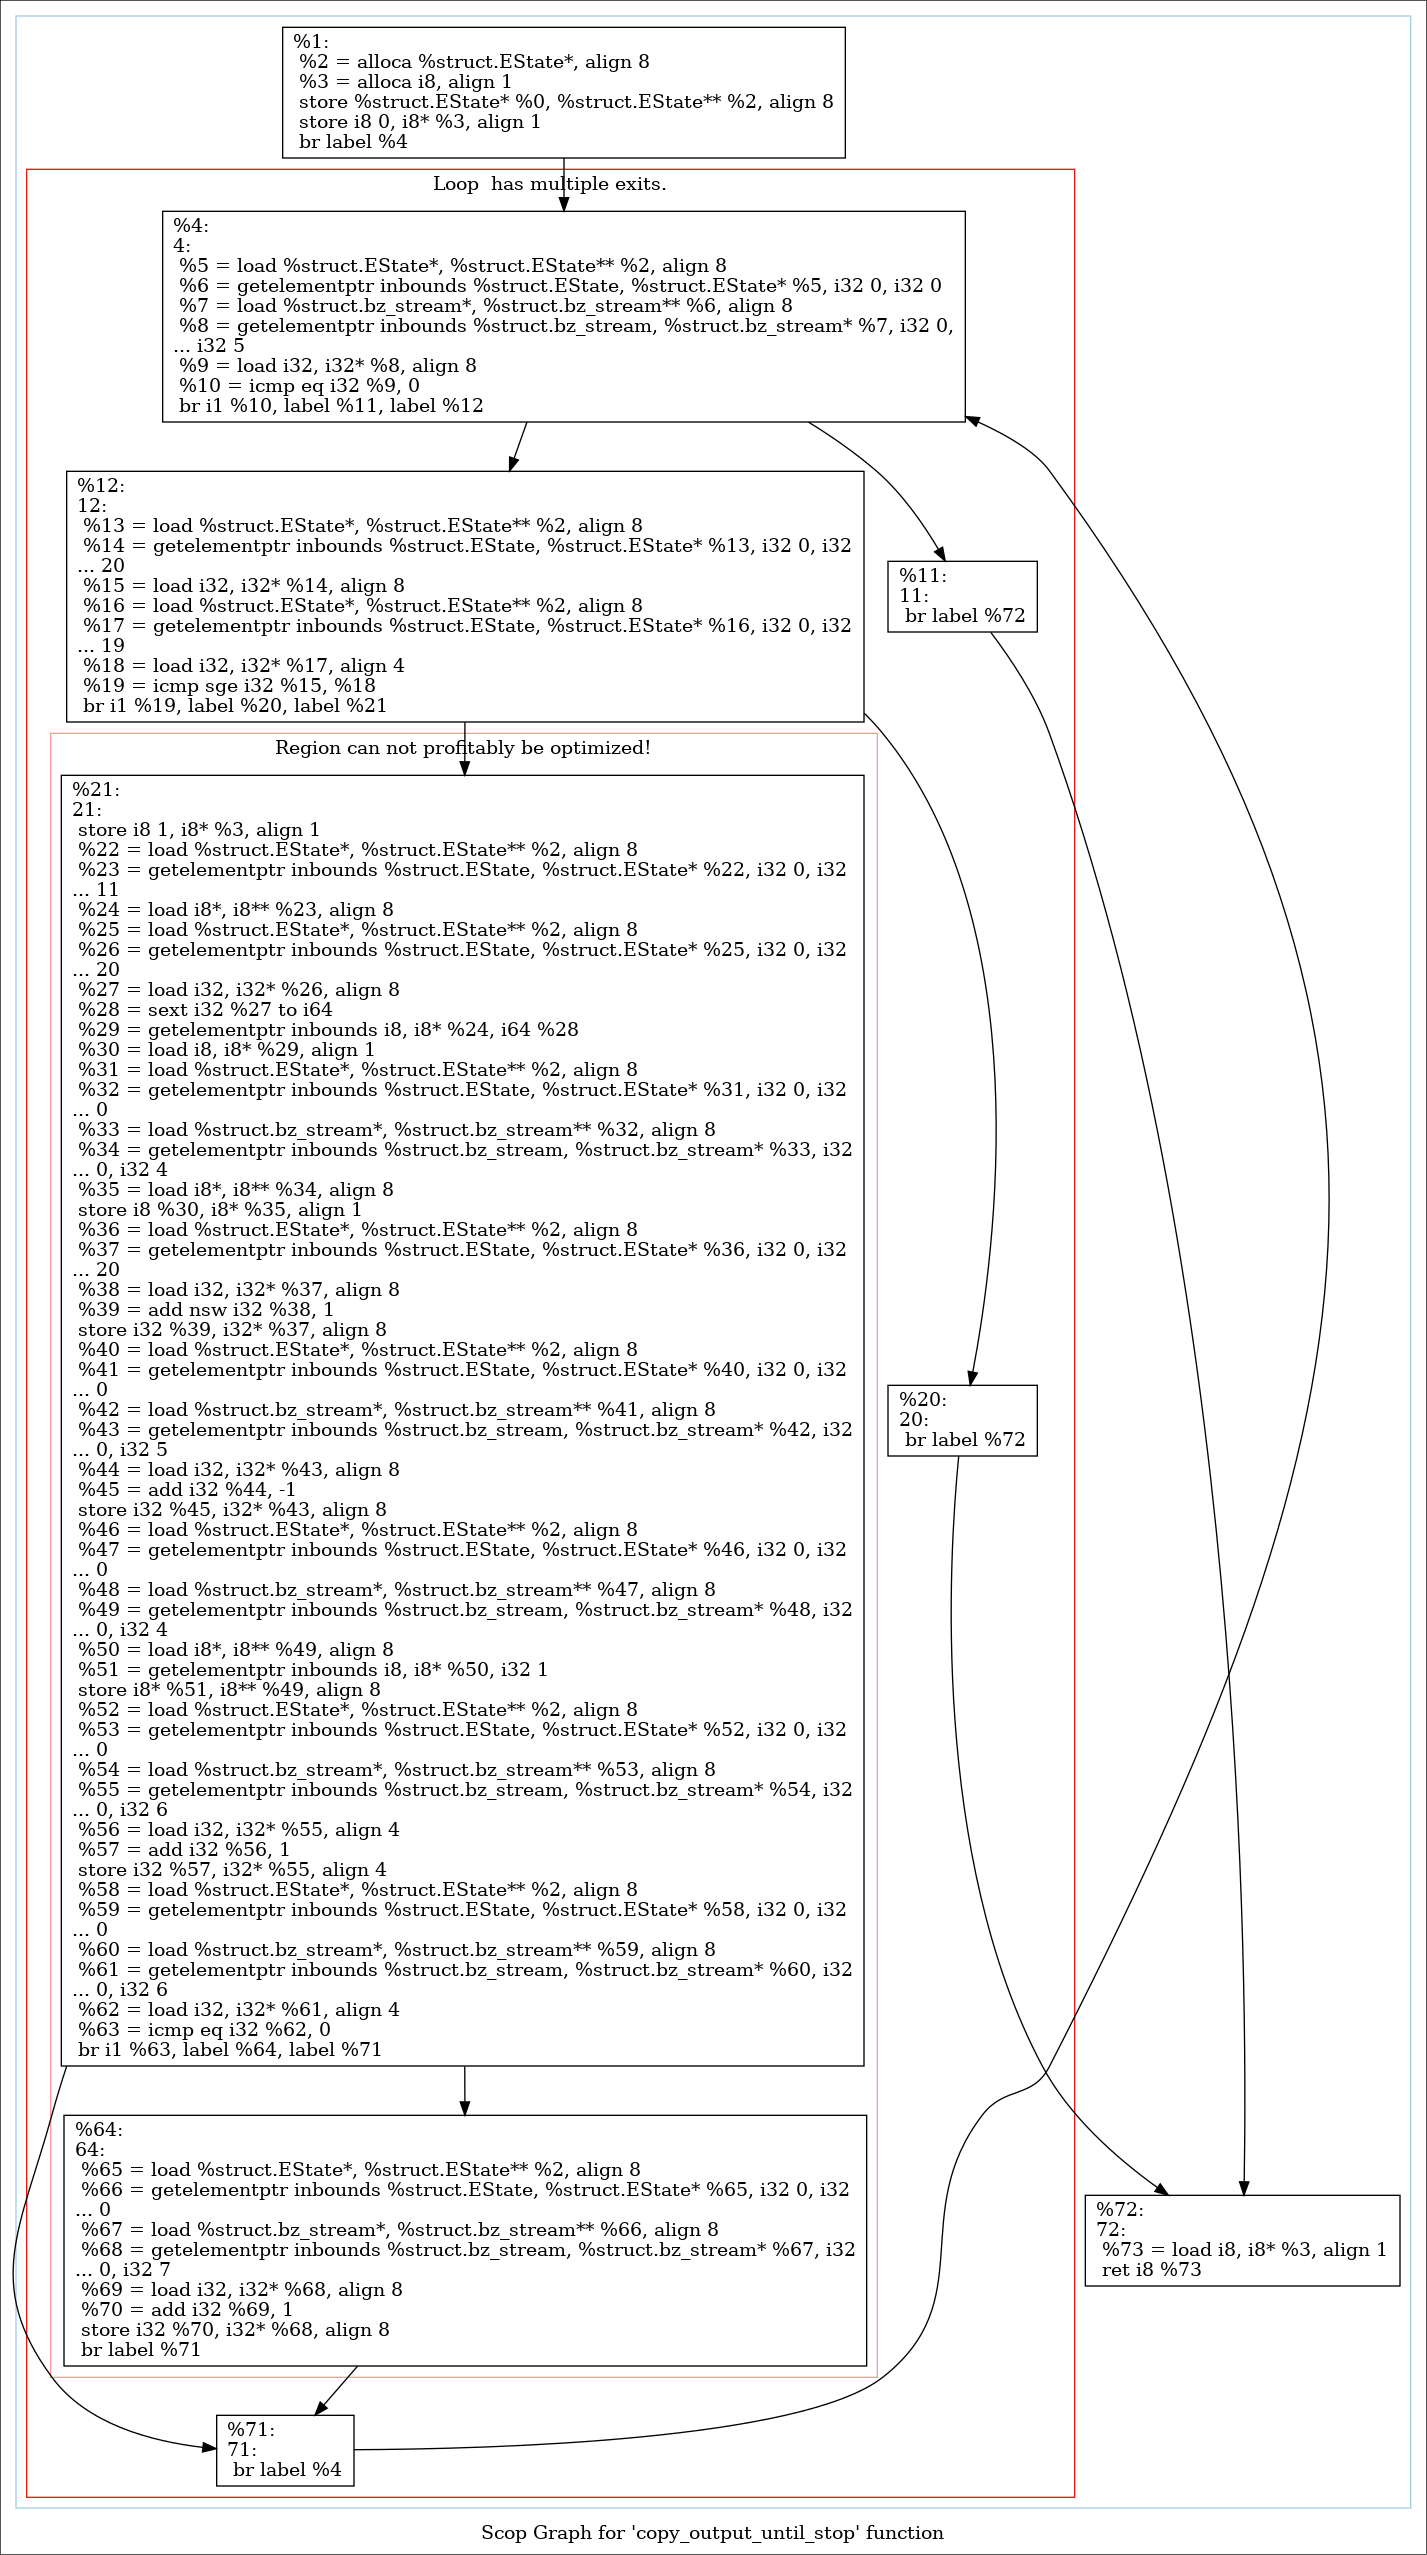 %1:
%2 = alloca %struct.EState*, align 8
%3 = alloca i8, align 1
store %struct.EState* %0, %struct.EState** %2, align 8
store i8 0, i8* %3, align 1
br label %4
Loop  has multiple exits.
%4:
4:
%5 = load %struct.EState*, %struct.EState** %2, align 8
%6 = getelementptr inbounds %struct.EState, %struct.EState* %5, i32 0, i32 0
%7 = load %struct.bz_stream*, %struct.bz_stream** %6, align 8
%8 = getelementptr inbounds %struct.bz_stream, %struct.bz_stream* %7, i32 0,
... i32 5
%9 = load i32, i32* %8, align 8
%10 = icmp eq i32 %9, 0
br i1 %10, label %11, label %12
%12:
12:
%13 = load %struct.EState*, %struct.EState** %2, align 8
%14 = getelementptr inbounds %struct.EState, %struct.EState* %13, i32 0, i32
... 20
%15 = load i32, i32* %14, align 8
%16 = load %struct.EState*, %struct.EState** %2, align 8
%17 = getelementptr inbounds %struct.EState, %struct.EState* %16, i32 0, i32
... 19
%18 = load i32, i32* %17, align 4
%19 = icmp sge i32 %15, %18
br i1 %19, label %20, label %21
%11:
11:
br label %72
Region can not profitably be optimized!
%21:
21:
store i8 1, i8* %3, align 1
%22 = load %struct.EState*, %struct.EState** %2, align 8
%23 = getelementptr inbounds %struct.EState, %struct.EState* %22, i32 0, i32
... 11
%24 = load i8*, i8** %23, align 8
%25 = load %struct.EState*, %struct.EState** %2, align 8
%26 = getelementptr inbounds %struct.EState, %struct.EState* %25, i32 0, i32
... 20
%27 = load i32, i32* %26, align 8
%28 = sext i32 %27 to i64
%29 = getelementptr inbounds i8, i8* %24, i64 %28
%30 = load i8, i8* %29, align 1
%31 = load %struct.EState*, %struct.EState** %2, align 8
%32 = getelementptr inbounds %struct.EState, %struct.EState* %31, i32 0, i32
... 0
%33 = load %struct.bz_stream*, %struct.bz_stream** %32, align 8
%34 = getelementptr inbounds %struct.bz_stream, %struct.bz_stream* %33, i32
... 0, i32 4
%35 = load i8*, i8** %34, align 8
store i8 %30, i8* %35, align 1
%36 = load %struct.EState*, %struct.EState** %2, align 8
%37 = getelementptr inbounds %struct.EState, %struct.EState* %36, i32 0, i32
... 20
%38 = load i32, i32* %37, align 8
%39 = add nsw i32 %38, 1
store i32 %39, i32* %37, align 8
%40 = load %struct.EState*, %struct.EState** %2, align 8
%41 = getelementptr inbounds %struct.EState, %struct.EState* %40, i32 0, i32
... 0
%42 = load %struct.bz_stream*, %struct.bz_stream** %41, align 8
%43 = getelementptr inbounds %struct.bz_stream, %struct.bz_stream* %42, i32
... 0, i32 5
%44 = load i32, i32* %43, align 8
%45 = add i32 %44, -1
store i32 %45, i32* %43, align 8
%46 = load %struct.EState*, %struct.EState** %2, align 8
%47 = getelementptr inbounds %struct.EState, %struct.EState* %46, i32 0, i32
... 0
%48 = load %struct.bz_stream*, %struct.bz_stream** %47, align 8
%49 = getelementptr inbounds %struct.bz_stream, %struct.bz_stream* %48, i32
... 0, i32 4
%50 = load i8*, i8** %49, align 8
%51 = getelementptr inbounds i8, i8* %50, i32 1
store i8* %51, i8** %49, align 8
%52 = load %struct.EState*, %struct.EState** %2, align 8
%53 = getelementptr inbounds %struct.EState, %struct.EState* %52, i32 0, i32
... 0
%54 = load %struct.bz_stream*, %struct.bz_stream** %53, align 8
%55 = getelementptr inbounds %struct.bz_stream, %struct.bz_stream* %54, i32
... 0, i32 6
%56 = load i32, i32* %55, align 4
%57 = add i32 %56, 1
store i32 %57, i32* %55, align 4
%58 = load %struct.EState*, %struct.EState** %2, align 8
%59 = getelementptr inbounds %struct.EState, %struct.EState* %58, i32 0, i32
... 0
%60 = load %struct.bz_stream*, %struct.bz_stream** %59, align 8
%61 = getelementptr inbounds %struct.bz_stream, %struct.bz_stream* %60, i32
... 0, i32 6
%62 = load i32, i32* %61, align 4
%63 = icmp eq i32 %62, 0
br i1 %63, label %64, label %71
%20:
20:
br label %72
%64:
64:
%65 = load %struct.EState*, %struct.EState** %2, align 8
%66 = getelementptr inbounds %struct.EState, %struct.EState* %65, i32 0, i32
... 0
%67 = load %struct.bz_stream*, %struct.bz_stream** %66, align 8
%68 = getelementptr inbounds %struct.bz_stream, %struct.bz_stream* %67, i32
... 0, i32 7
%69 = load i32, i32* %68, align 8
%70 = add i32 %69, 1
store i32 %70, i32* %68, align 8
br label %71
%72:
72:
%73 = load i8, i8* %3, align 1
ret i8 %73
%71:
71:
br label %4
Scop Graph for 'copy_output_until_stop' function